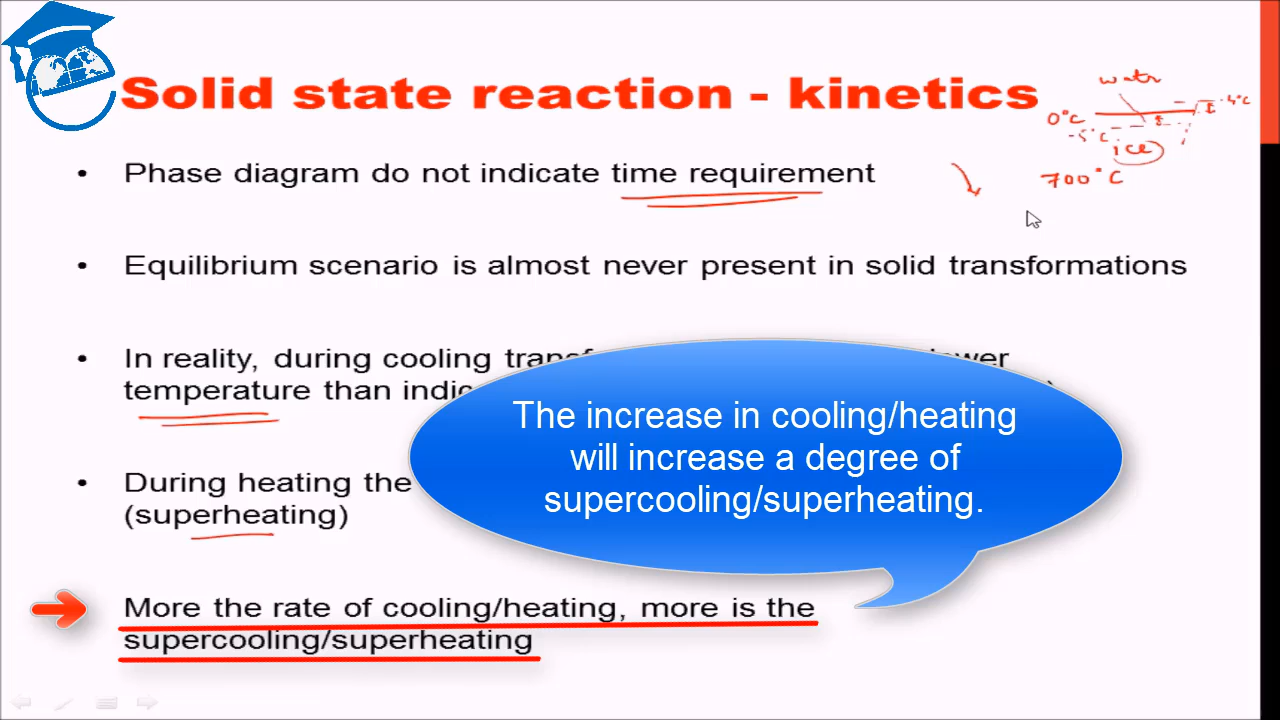 Solid state reaction - kinetics
0°C
-5°C
ice
700°C
• Phase diagram do not indicate time requirement
• Equilibrium scenario is almost never present in solid transformations
• In reality, during cooling
temperature than
The increase in cooling/heating
will increase a degree of
supercooling/superheating.
• During heating the
(superheating)
More the rate of cooling/heating, more is the
supercooling/superheating